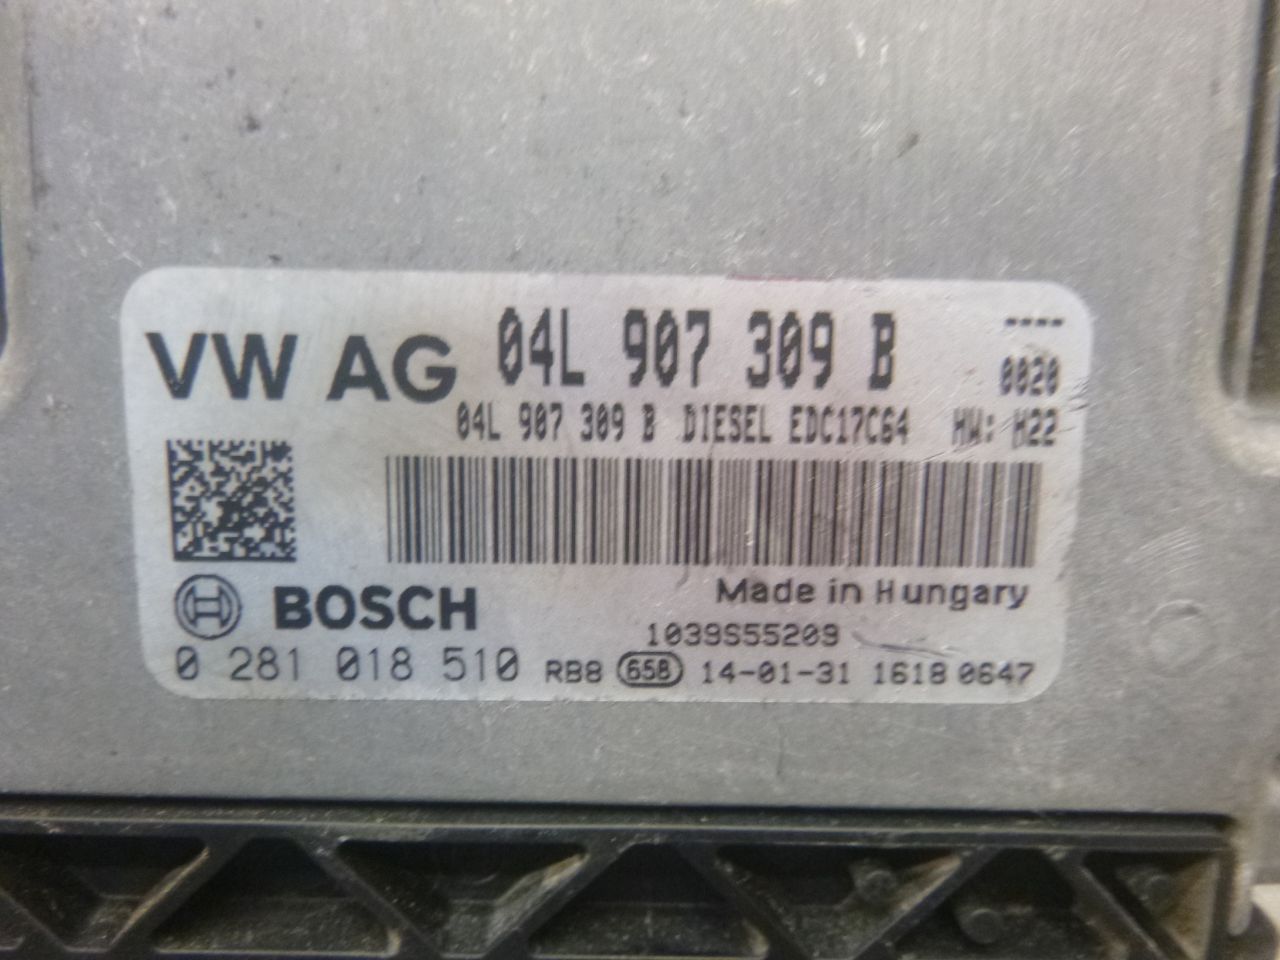 VW AG 04L 907 309 B ----
0020
04L 907 309 B DIESEL EDC17C64 HW: H22
BOSCH Made in Hungary
1039S55209
0 281 018 510 RB8 658 14-01-31 1618 0647